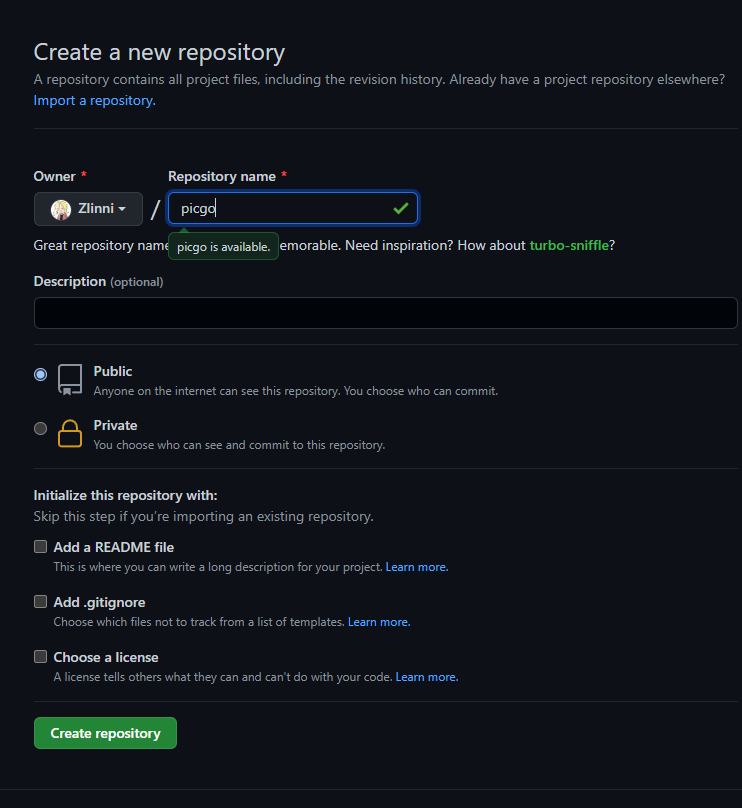 Create a new repository
A repository contains all project files, including the revision history. Already have a project repository elsewhere?
Import a repository.
Owner * Repository name *
Zlinni / picgo
Great repository name emorable. Need inspiration? How about turbo-sniffle?
picgo is available.
Description (optional)
Public
Anyone on the internet can see this repository. You choose who can commit.
Private
You choose who can see and commit to this repository.
Initialize this repository with:
Skip this step if you're importing an existing repository.
Add a README file
This is where you can write a long description for your project. Learn more.
Add .gitignore
Choose which files not to track from a list of templates. Learn more.
Choose a license
A license tells others what they can and can't do with your code. Learn more.
Create repository